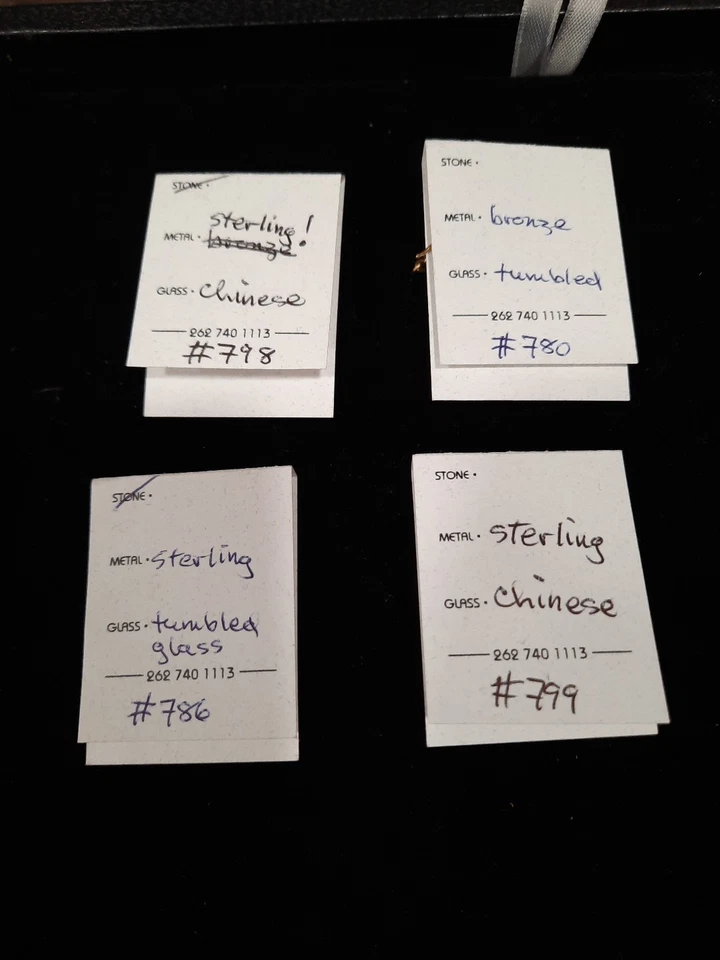 STONE •
sterling!
METAL • bronze
GLASS • Chinese
262 740 1113
#798
STONE •
METAL • bronze
GLASS • tumbled
262 740 1113
#780
STONE •
METAL • sterling
GLASS • tumbled
glass
262 740 1113
#786
STONE •
METAL • sterling
GLASS • Chinese
262 740 1113
#799